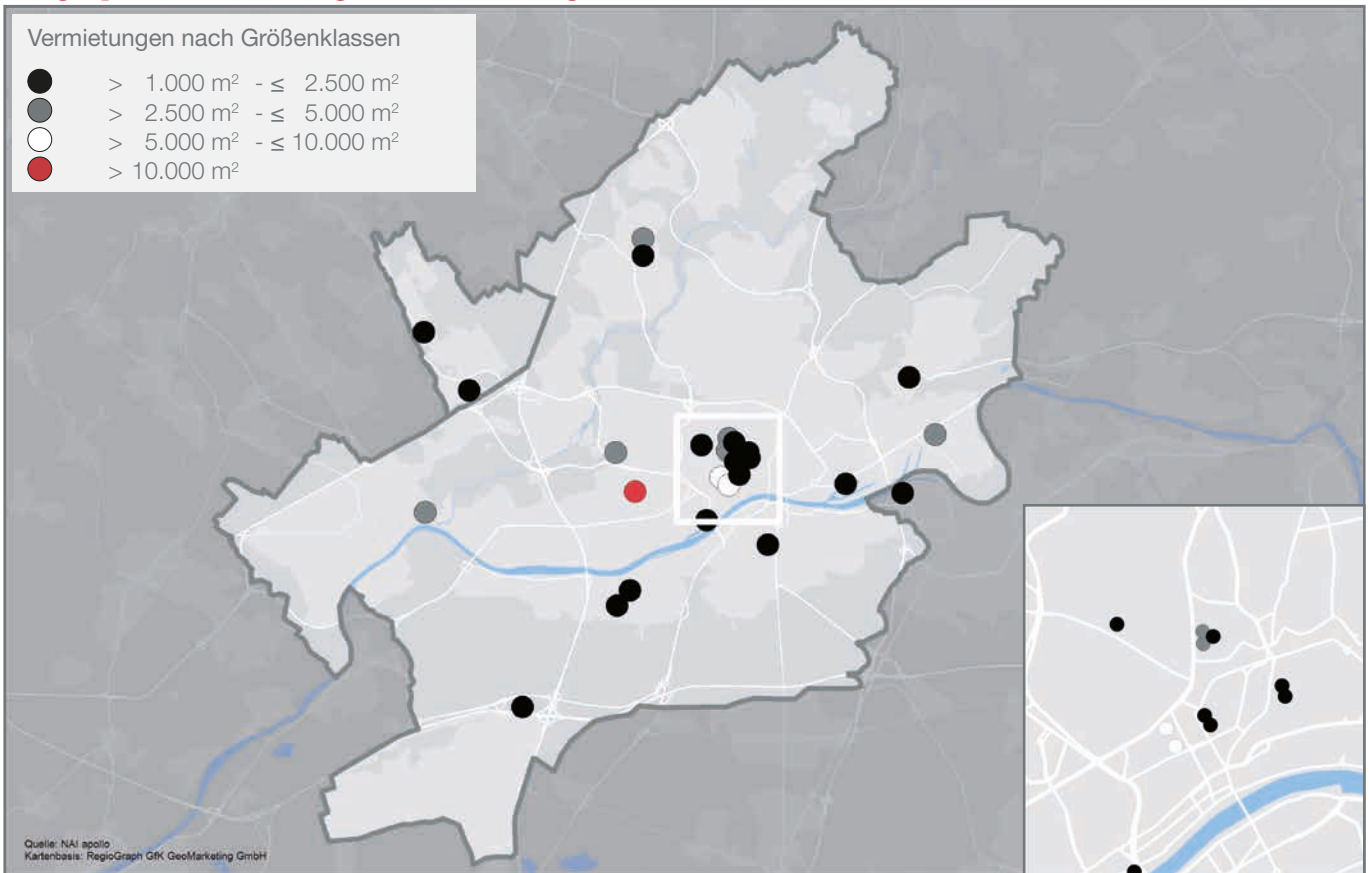 Vermietungen nach Größenklassen
> 1.000 m² - ≤ 2.500 m²
> 2.500 m² - ≤ 5.000 m²
> 5.000 m² - ≤ 10.000 m²
> 10.000 m²
Quelle: NAI apollo
Kartenbasis: RegioGraph GfK GeoMarketing GmbH